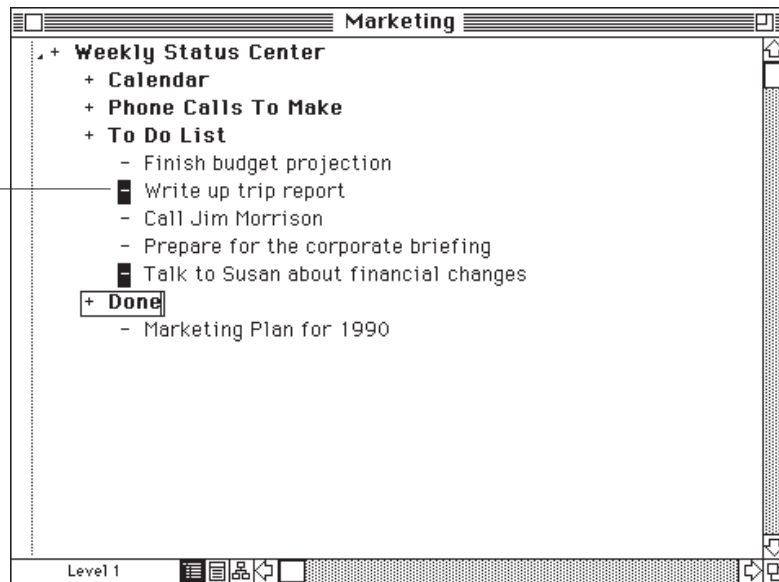 Marketing
+ Weekly Status Center
+ Calendar
+ Phone Calls To Make
+ To Do List
- Finish budget projection
- Write up trip report
- Call Jim Morrison
- Prepare for the corporate briefing
- Talk to Susan about financial changes
+ Done
- Marketing Plan for 1990
Level 1